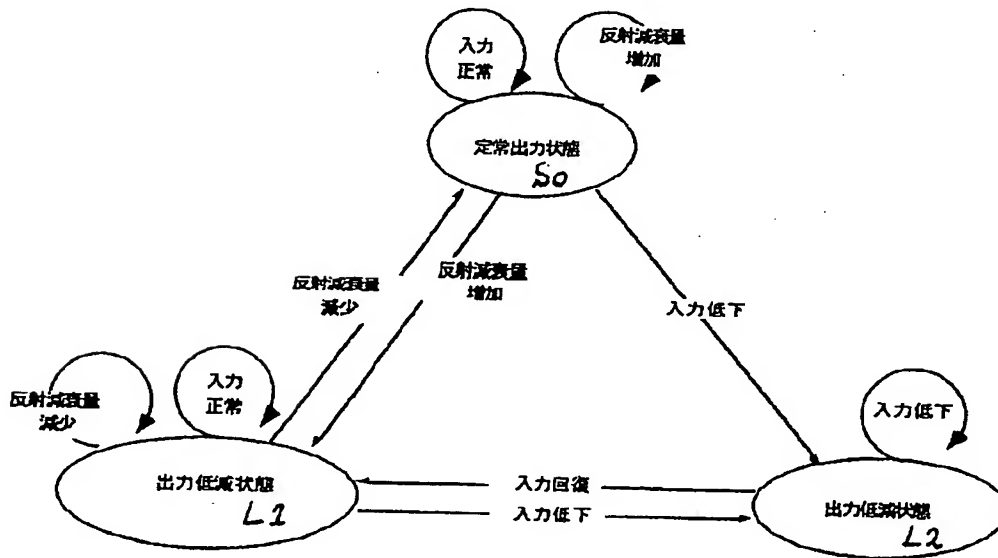 入力
正常
反射減衰量
増加
定常出力状態
S0
反射減衰量
減少
反射減衰量
増加
入力低下
反射減衰量
減少
入力
正常
入力低下
出力低減状態
L1
入力回復
入力低下
出力低減状態
L2